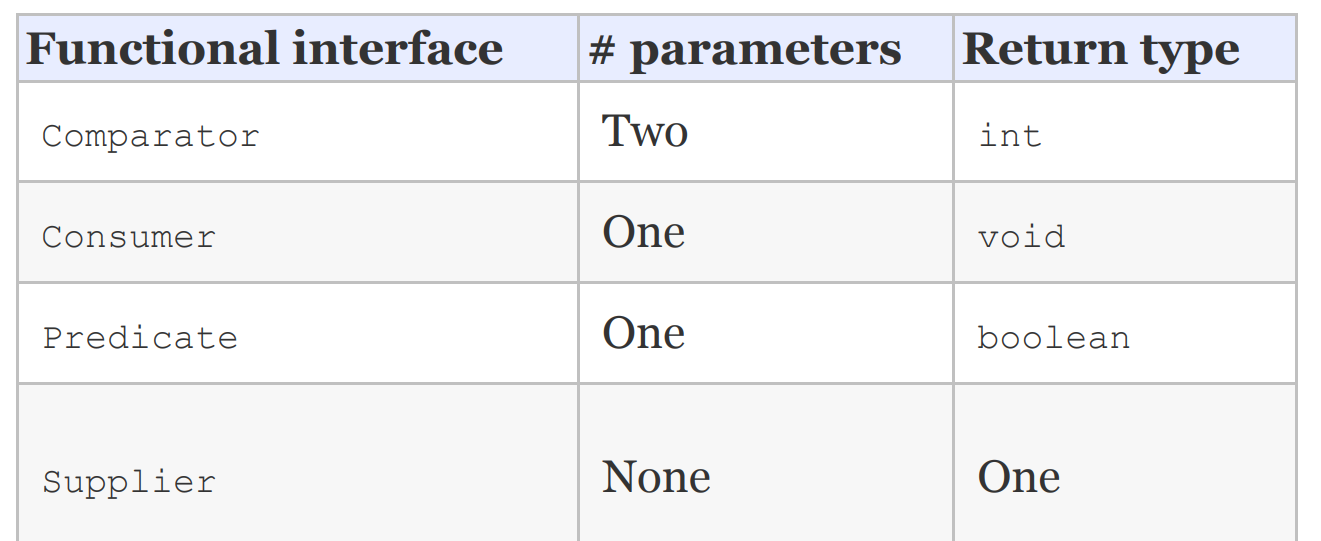 Functional interface # parameters Return type
Comparator Two int
Consumer One void
Predicate One boolean
Supplier None One